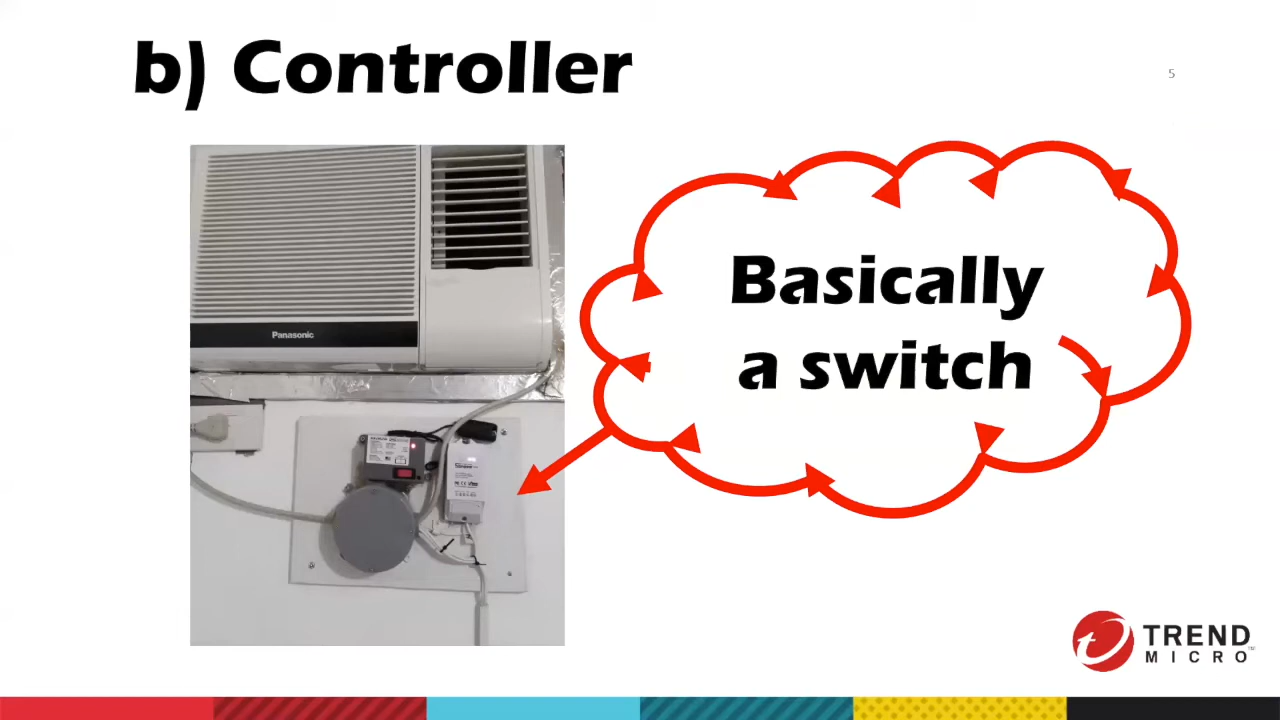 b) Controller
5
Panasonic
Basically
a switch
TREND
MICRO